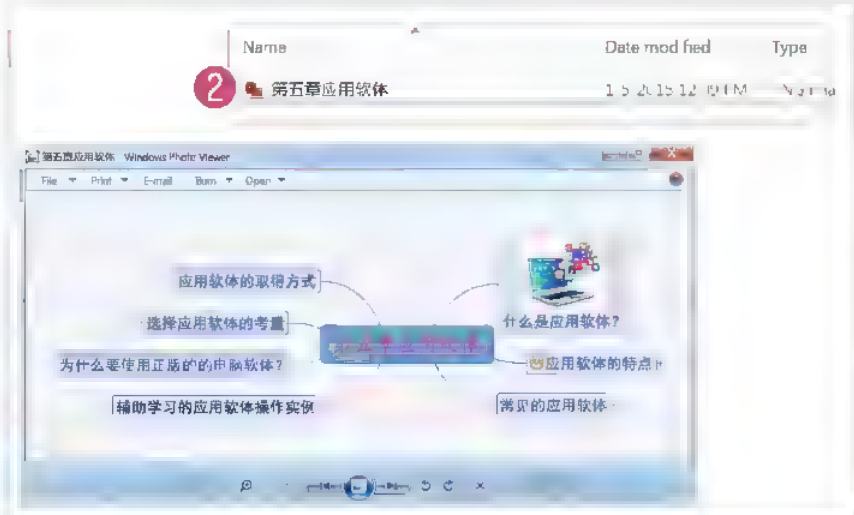 Name Date modified Type
2 第五章应用软体
第五章应用软体 Windows Photo Viewer
File Print E-mail Burn Open
应用软体的取得方式
选择应用软体的考量
什么是应用软体?
为什么要使用正版的的电脑软体?
应用软体的特点
辅助学习的应用软体操作实例
常见的应用软体